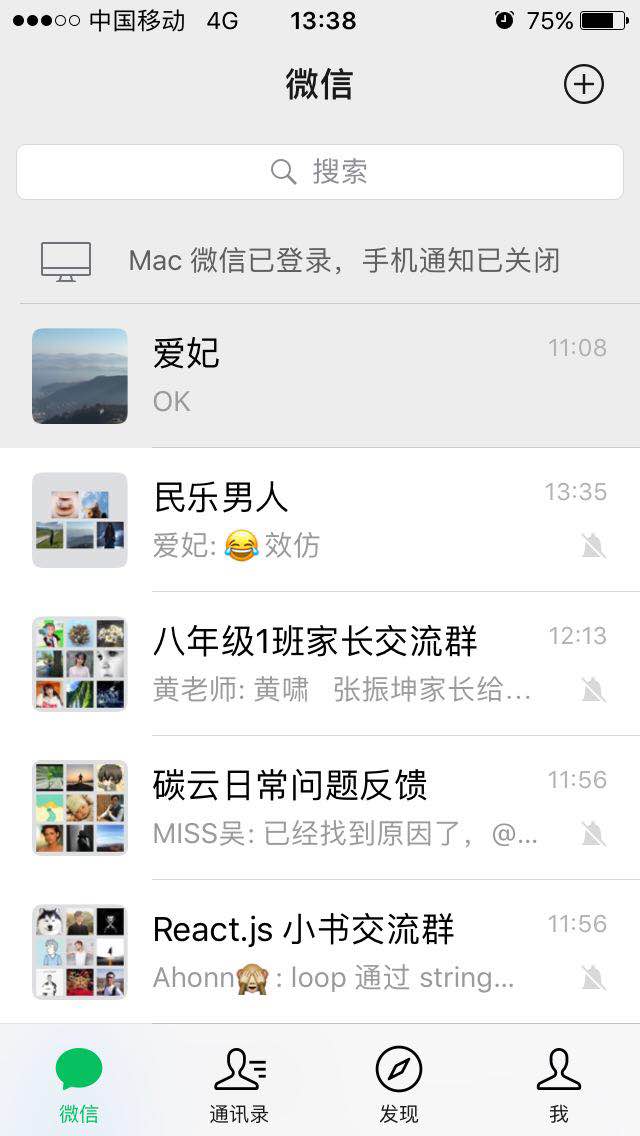 中国移动 4G 13:38 75%
微信
搜索
Mac 微信已登录，手机通知已关闭
爱妃 11:08
OK
民乐男人 13:35
爱妃: 😂效仿
八年级1班家长交流群 12:13
黄老师: 黄啸 张振坤家长给...
碳云日常问题反馈 11:56
MISS吴: 已经找到原因了，@...
React.js 小书交流群 11:56
Ahonn🙈 : loop 通过 string...
微信 通讯录 发现 我